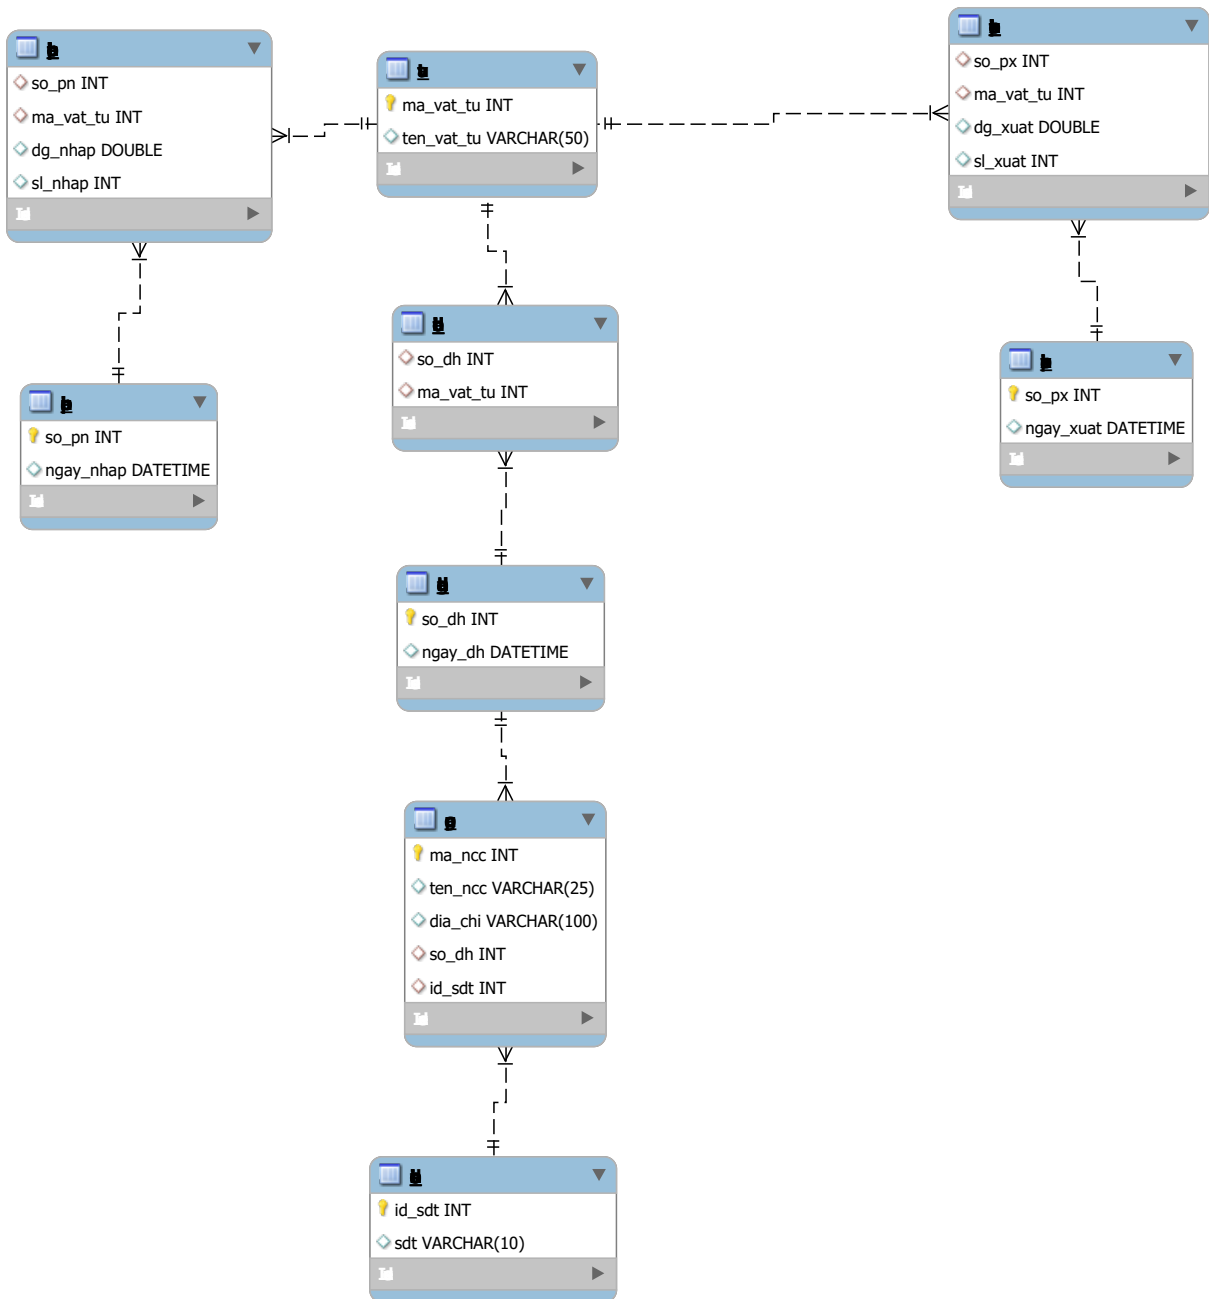 so_pn INT
ma_vat_tu INT
dg_nhap DOUBLE
sl_nhap INT
ma_vat_tu INT
ten_vat_tu VARCHAR(50)
so_px INT
ma_vat_tu INT
dg_xuat DOUBLE
sl_xuat INT
so_dh INT
ma_vat_tu INT
so_pn INT
ngay_nhap DATETIME
so_px INT
ngay_xuat DATETIME
so_dh INT
ngay_dh DATETIME
ma_ncc INT
ten_ncc VARCHAR(25)
dia_chi VARCHAR(100)
so_dh INT
id_sdt INT
id_sdt INT
sdt VARCHAR(10)